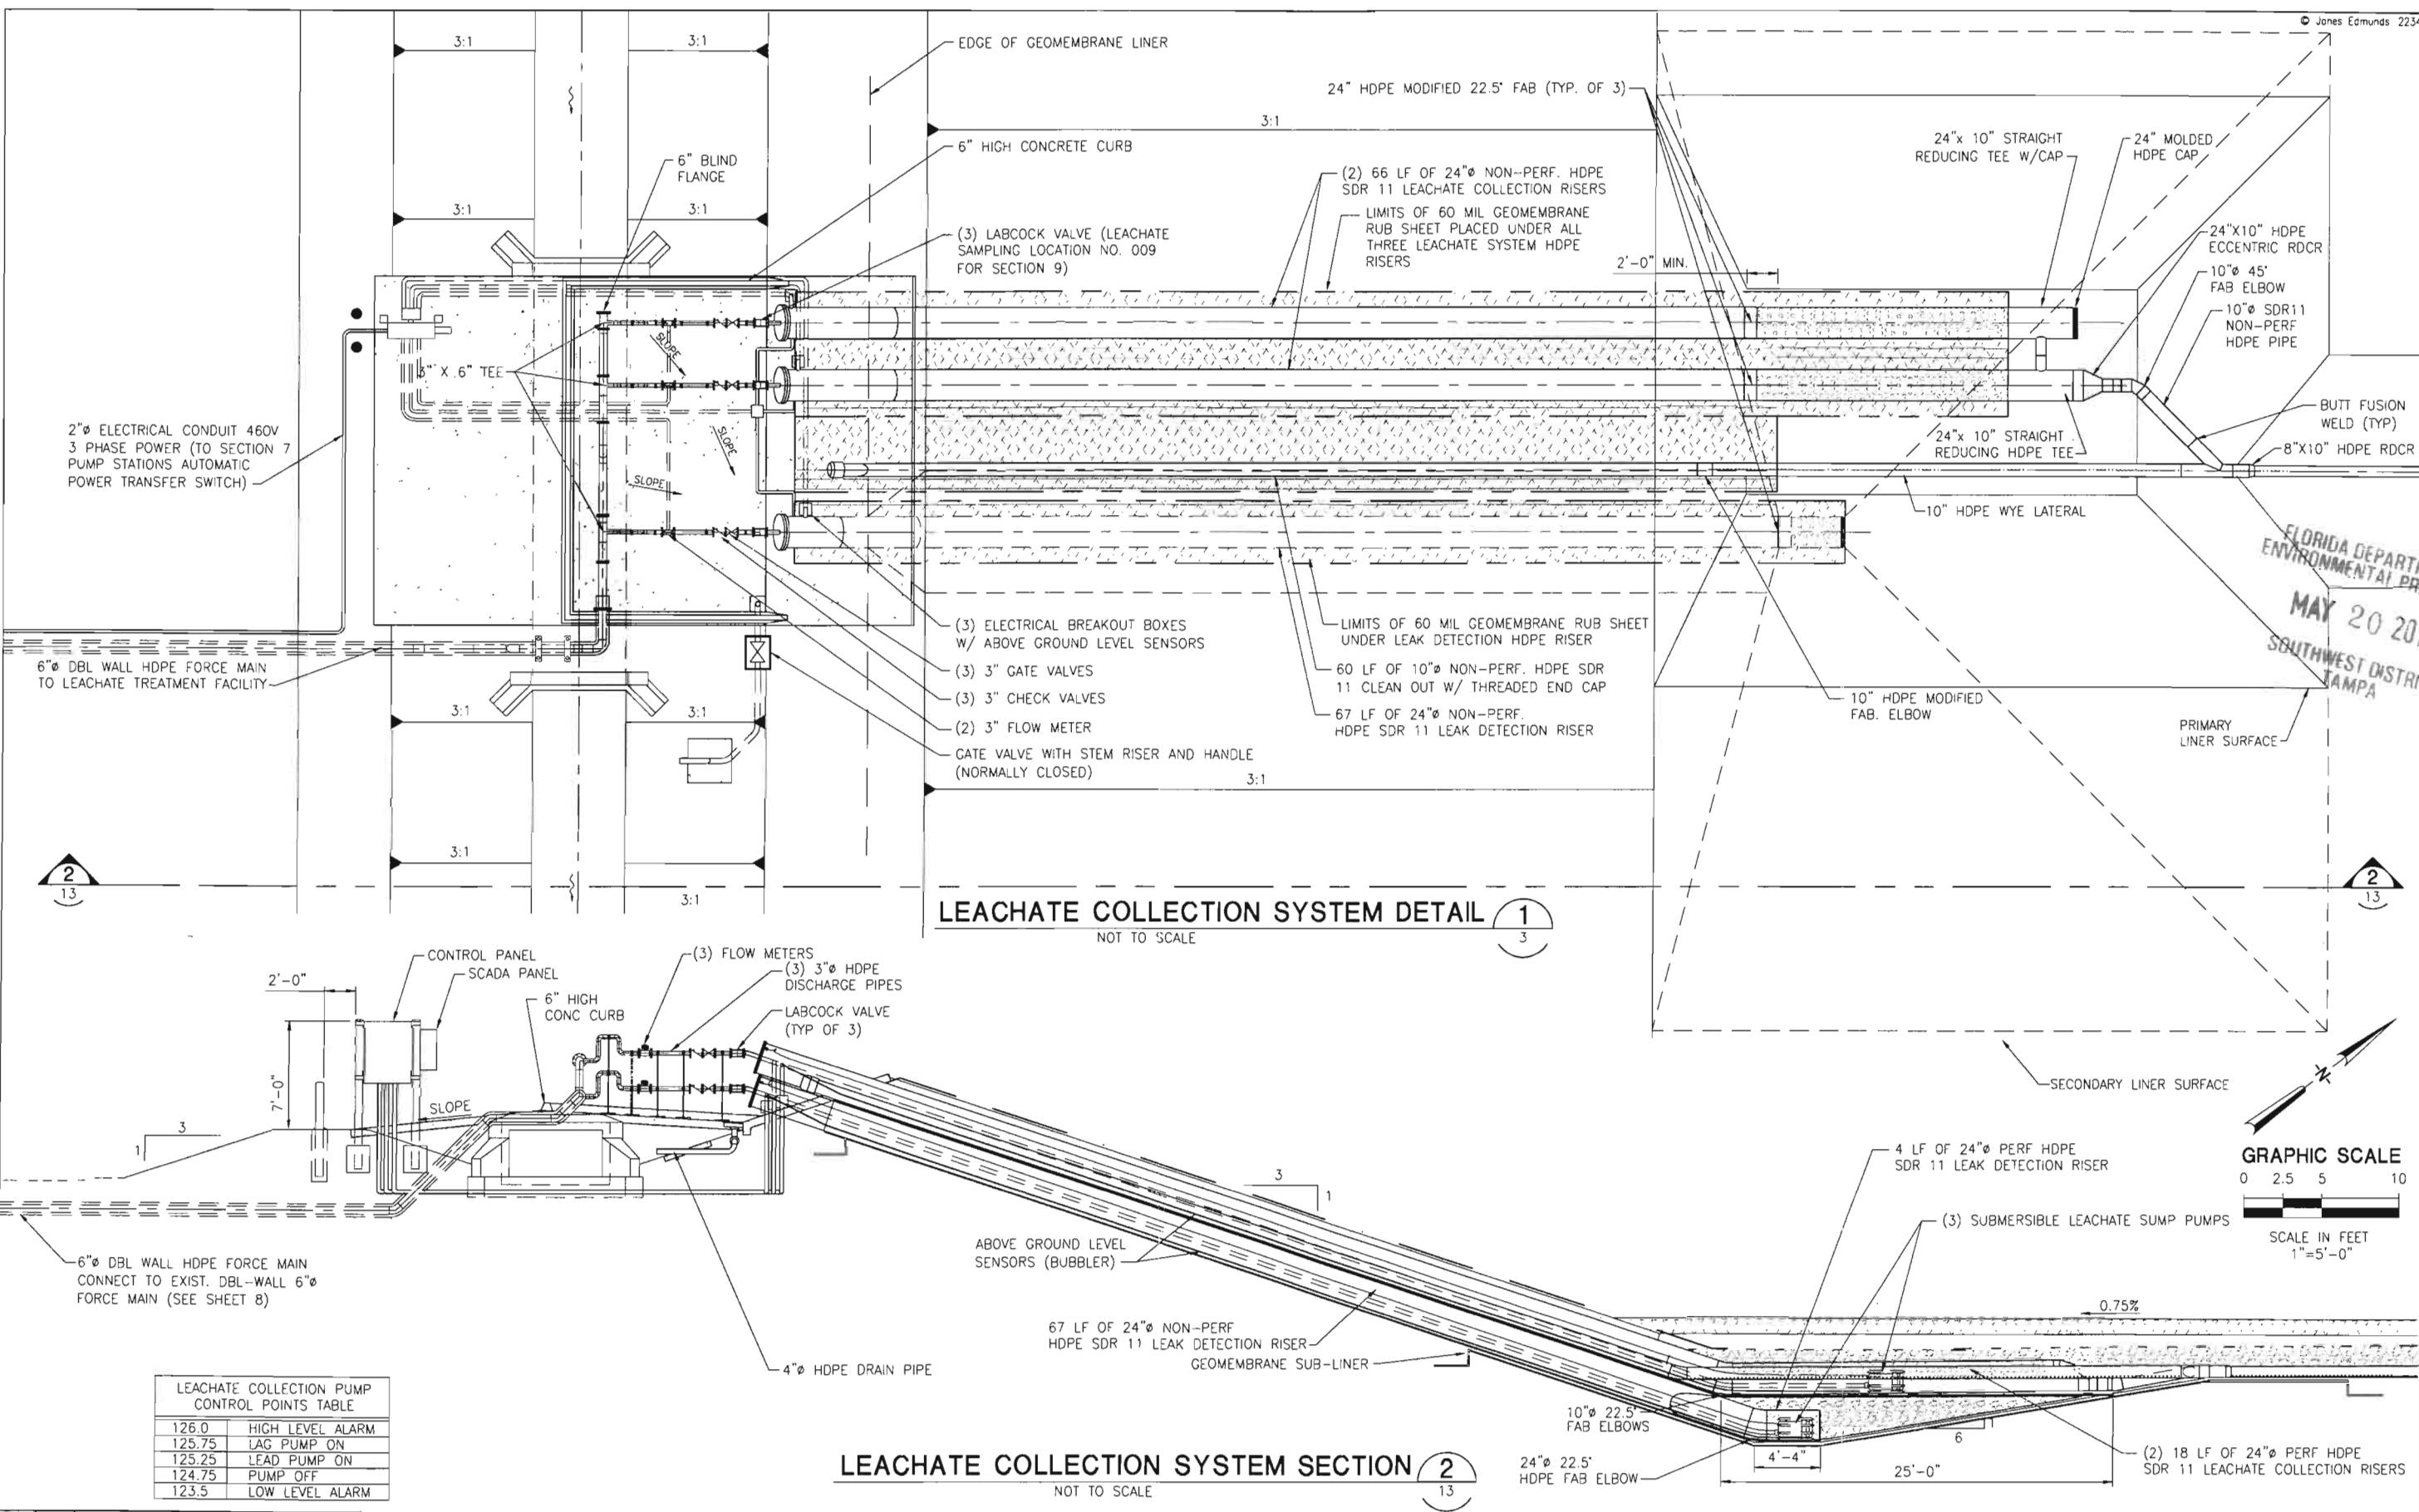 © Jones Edmunds 2234
3:1
3:1
EDGE OF GEOMEMBRANE LINER
24" HDPE MODIFIED 22.5° FAB (TYP. OF 3)
3:1
6" HIGH CONCRETE CURB
6" BLIND
FLANGE
24"x 10" STRAIGHT
REDUCING TEE W/CAP
24" MOLDED
HDPE CAP
(2) 66 LF OF 24"ø NON-PERF. HDPE
SDR 11 LEACHATE COLLECTION RISERS
3:1
3:1
LIMITS OF 60 MIL GEOMEMBRANE
RUB SHEET PLACED UNDER ALL
THREE LEACHATE SYSTEM HDPE
RISERS
(3) LABCOCK VALVE (LEACHATE
SAMPLING LOCATION NO. 009
FOR SECTION 9)
24"X10" HDPE
ECCENTRIC RDCR
2'-0" MIN.
10"ø 45°
FAB ELBOW
10"ø SDR11
NON-PERF
HDPE PIPE
SLOPE
3" X 6" TEE
BUTT FUSION
WELD (TYP)
2"ø ELECTRICAL CONDUIT 460V
3 PHASE POWER (TO SECTION 7
PUMP STATIONS AUTOMATIC
POWER TRANSFER SWITCH)
SLOPE
24"x 10" STRAIGHT
REDUCING HDPE TEE
8"X10" HDPE RDCR
SLOPE
10" HDPE WYE LATERAL
FLORIDA DEPART
ENVIRONMENTAL PR
MAY 20 20
SOUTHWEST DISTRI
TAMPA
(3) ELECTRICAL BREAKOUT BOXES
W/ ABOVE GROUND LEVEL SENSORS
LIMITS OF 60 MIL GEOMEMBRANE RUB SHEET
UNDER LEAK DETECTION HDPE RISER
6"ø DBL WALL HDPE FORCE MAIN
TO LEACHATE TREATMENT FACILITY
(3) 3" GATE VALVES
60 LF OF 10"ø NON-PERF. HDPE SDR
11 CLEAN OUT W/ THREADED END CAP
(3) 3" CHECK VALVES
10" HDPE MODIFIED
FAB. ELBOW
3:1
3:1
(2) 3" FLOW METER
67 LF OF 24"ø NON-PERF.
HDPE SDR 11 LEAK DETECTION RISER
PRIMARY
LINER SURFACE
GATE VALVE WITH STEM RISER AND HANDLE
(NORMALLY CLOSED)
3:1
3:1
2
13
2
13
3:1
LEACHATE COLLECTION SYSTEM DETAIL
1
3
NOT TO SCALE
CONTROL PANEL
SCADA PANEL
(3) FLOW METERS
(3) 3"ø HDPE
DISCHARGE PIPES
2'-0"
6" HIGH
CONC CURB
LABCOCK VALVE
(TYP OF 3)
7'-0"
SLOPE
3
1
SECONDARY LINER SURFACE
N
4 LF OF 24"ø PERF HDPE
SDR 11 LEAK DETECTION RISER
GRAPHIC SCALE
0 2.5 5 10
SCALE IN FEET
1"=5'-0"
3
1
(3) SUBMERSIBLE LEACHATE SUMP PUMPS
ABOVE GROUND LEVEL
SENSORS (BUBBLER)
6"ø DBL WALL HDPE FORCE MAIN
CONNECT TO EXIST. DBL-WALL 6"ø
FORCE MAIN (SEE SHEET 8)
0.75%
67 LF OF 24"ø NON-PERF
HDPE SDR 11 LEAK DETECTION RISER
GEOMEMBRANE SUB-LINER
4"ø HDPE DRAIN PIPE
LEACHATE COLLECTION PUMP
CONTROL POINTS TABLE
126.0 HIGH LEVEL ALARM
125.75 LAG PUMP ON
125.25 LEAD PUMP ON
124.75 PUMP OFF
123.5 LOW LEVEL ALARM
10"ø 22.5°
FAB ELBOWS
24"ø 22.5°
HDPE FAB ELBOW
4'-4"
1
6
25'-0"
(2) 18 LF OF 24"ø PERF HDPE
SDR 11 LEACHATE COLLECTION RISERS
LEACHATE COLLECTION SYSTEM SECTION
2
13
NOT TO SCALE